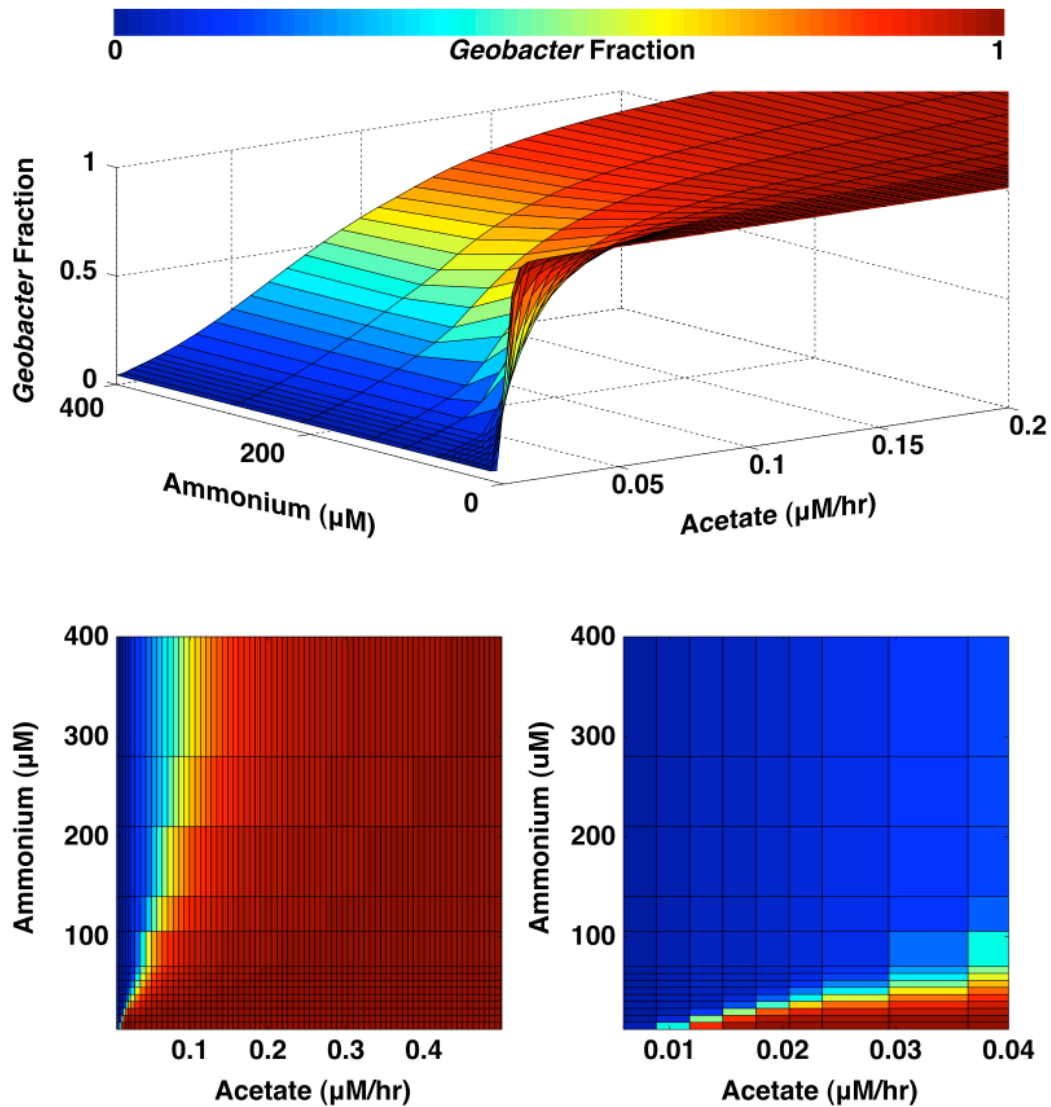 0 Geobacter Fraction 1
Geobacter Fraction
1
0.5
0
400
200
0
Ammonium (µM)
0.05
0.1
0.15
0.2
Acetate (µM/hr)
Ammonium (µM)
400
300
200
100
0.1 0.2 0.3 0.4
Acetate (µM/hr)
Ammonium (uM)
400
300
200
100
0.01 0.02 0.03 0.04
Acetate (µM/hr)